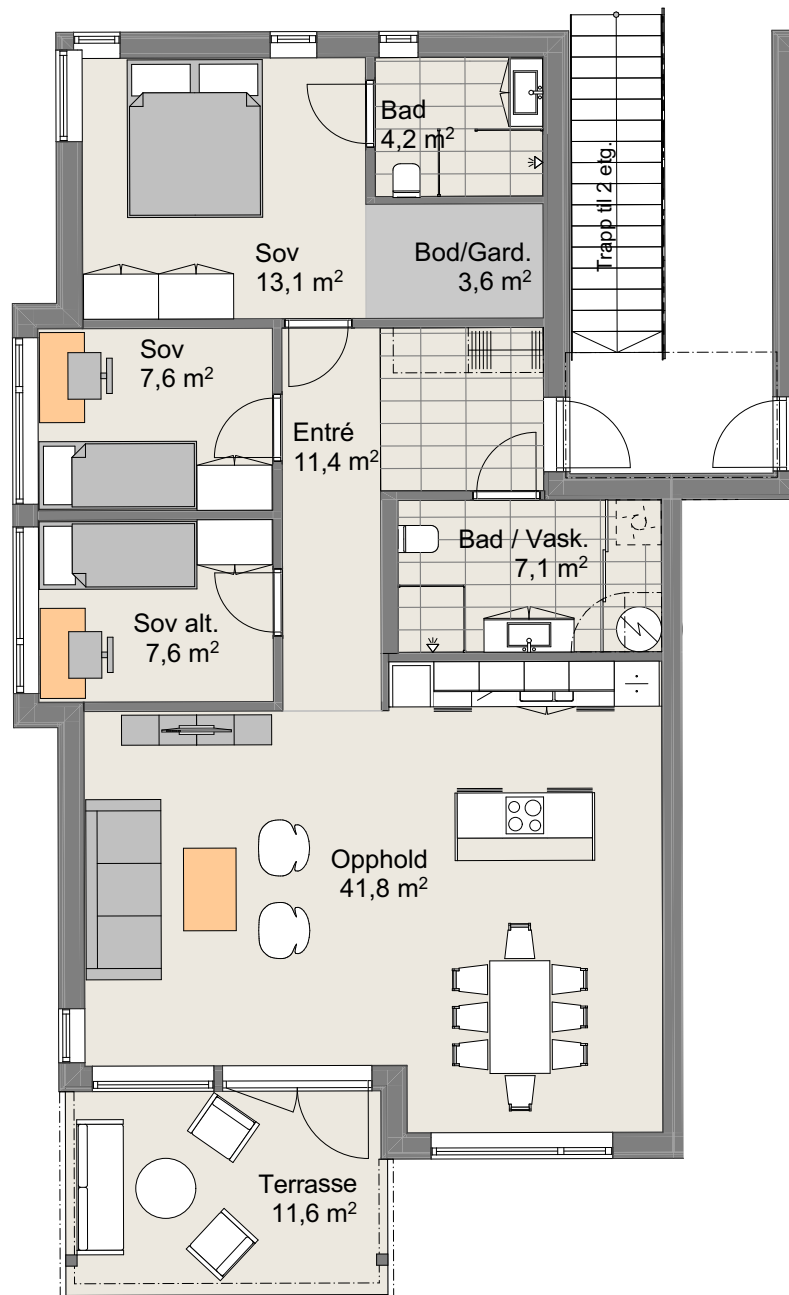 Bad
4,2 m²
Trapp til 2 etg.
Sov
13,1 m²
Bod/Gard.
3,6 m²
Sov
7,6 m²
Entré
11,4 m²
Bad / Vask.
7,1 m²
Sov alt.
7,6 m²
Opphold
41,8 m²
Terrasse
11,6 m²